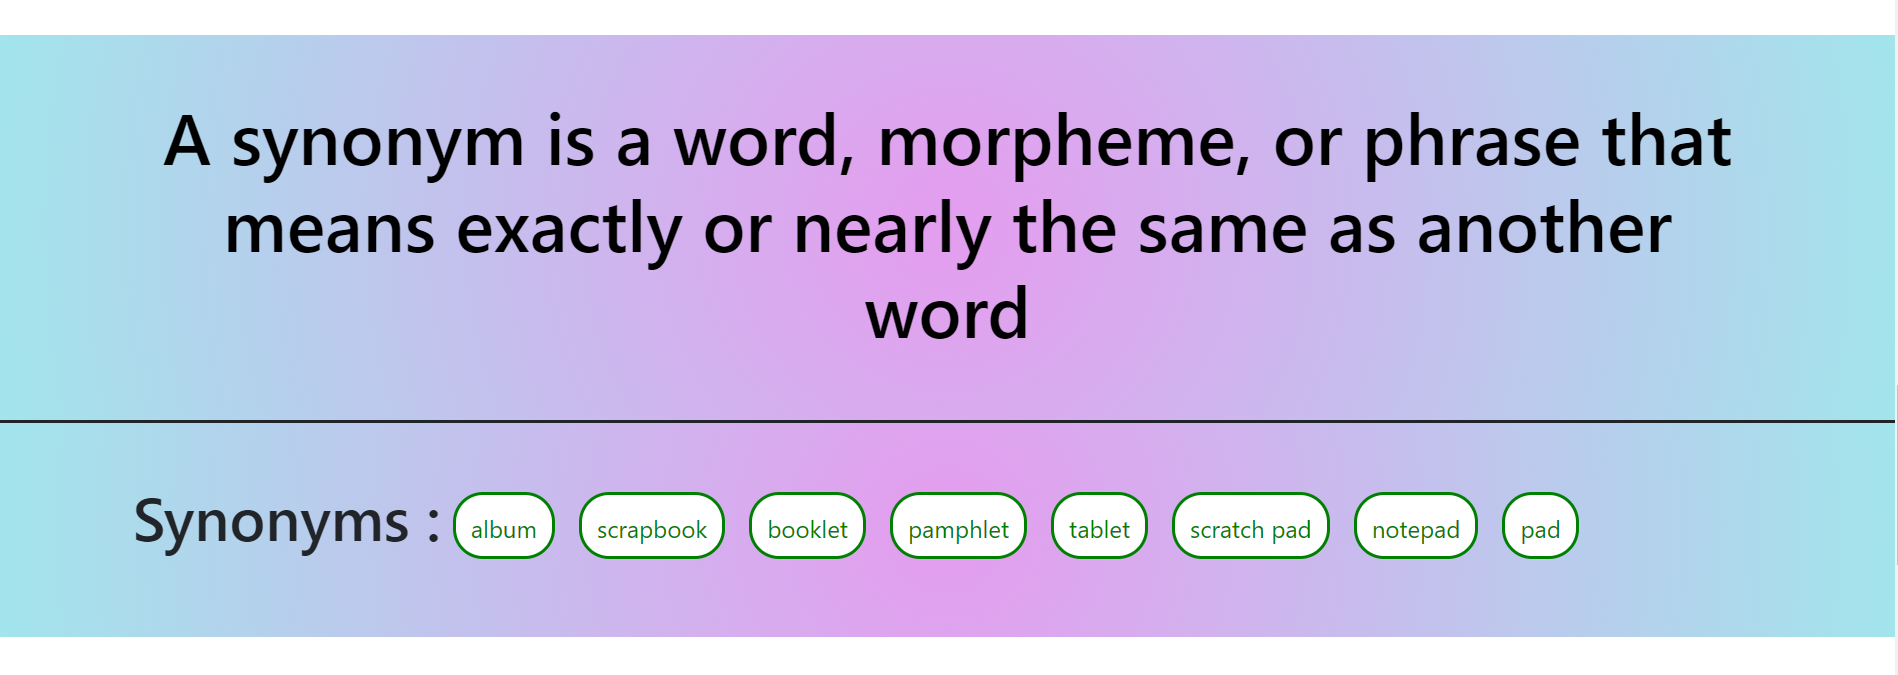 A synonym is a word, morpheme, or phrase that
means exactly or nearly the same as another
word
Synonyms : album scrapbook booklet pamphlet tablet scratch pad notepad pad